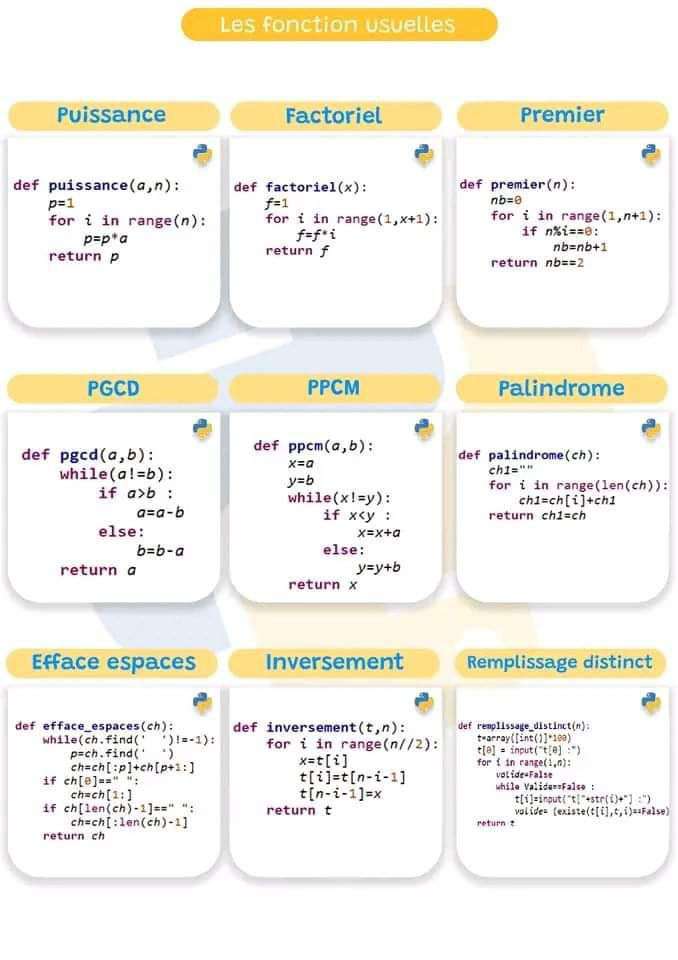 Les fonction usuelles
Puissance
def puissance(a,n):
    p=1
    for i in range(n):
        p=p*a
    return p
Factoriel
def factoriel(x):
    f=1
    for i in range(1,x+1):
        f=f*i
    return f
Premier
def premier(n):
    nb=0
    for i in range(1,n+1):
        if n%i==0:
            nb=nb+1
    return nb==2
PGCD
def pgcd(a,b):
    while(a!=b):
        if a>b :
            a=a-b
        else:
            b=b-a
    return a
PPCM
def ppcm(a,b):
    x=a
    y=b
    while(x!=y):
        if x<y :
            x=x+a
        else:
            y=y+b
    return x
Palindrome
def palindrome(ch):
    ch1=""
    for i in range(len(ch)):
        ch1=ch[i]+ch1
    return ch1=ch
Efface espaces
def efface_espaces(ch):
    while(ch.find('  ')!=-1):
        p=ch.find('  ')
        ch=ch[:p]+ch[p+1:]
    if ch[0]==" ":
        ch=ch[1:]
    if ch[len(ch)-1]==" ":
        ch=ch[:len(ch)-1]
    return ch
Inversement
def inversement(t,n):
    for i in range(n//2):
        x=t[i]
        t[i]=t[n-i-1]
        t[n-i-1]=x
    return t
Remplissage distinct
def remplissage_distinct(n):
    t=array([int()]*100)
    t[0] = input("t[0] :")
    for i in range(1,n):
        valide=False
        while Valide==False :
            t[i]=input("t["+str(i)+"] :")
            valide= (existe(t[i],t,i)==False)
    return t